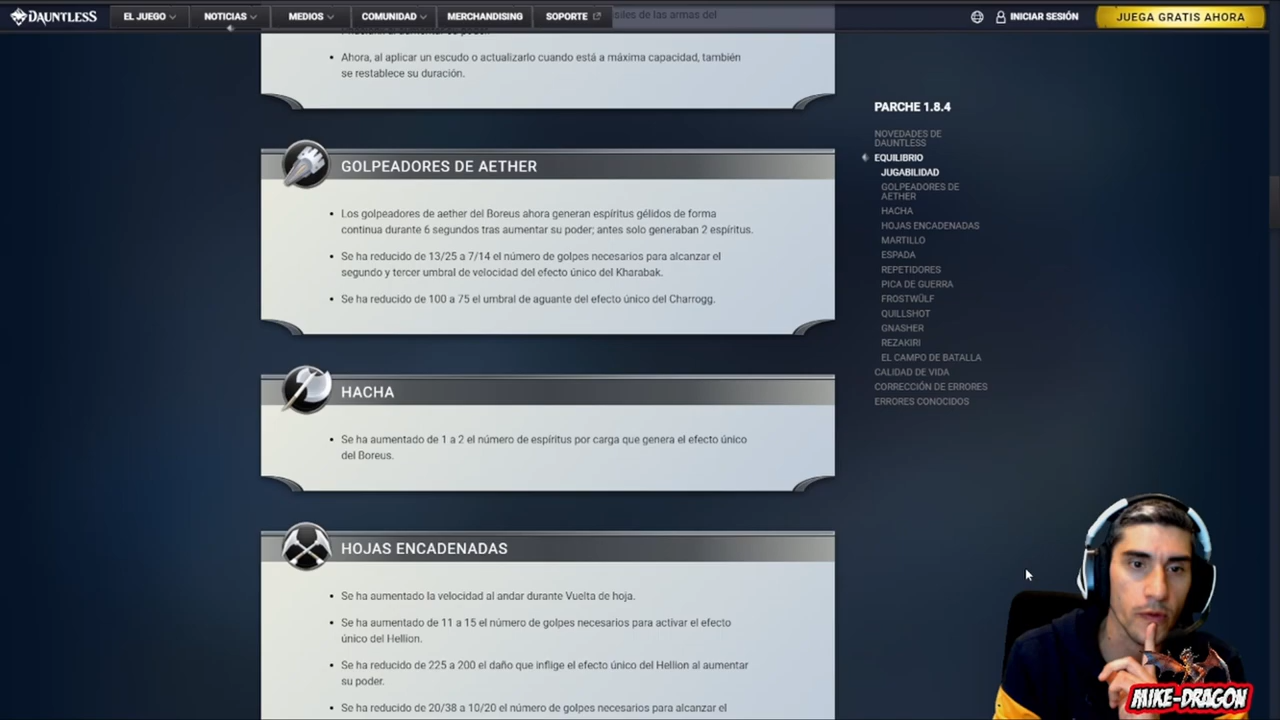 DAUNTLESS
EL JUEGO
NOTICIAS
MEDIOS
COMUNIDAD
MERCHANDISING
SOPORTE
INICIAR SESIÓN
JUEGA GRATIS AHORA
siles de las armas del
Ahora, al aplicar un escudo o actualizarlo cuando está a máxima capacidad, también
se restablece su duración.
GOLPEADORES DE AETHER
Los golpeadores de aether del Boreus ahora generan espíritus gélidos de forma
continua durante 6 segundos tras aumentar su poder; antes solo generaban 2 espíritus.
Se ha reducido de 13/25 a 7/14 el número de golpes necesarios para alcanzar el
segundo y tercer umbral de velocidad del efecto único del Kharabak.
Se ha reducido de 100 a 75 el umbral de aguante del efecto único del Charrogg.
HACHA
Se ha aumentado de 1 a 2 el número de espíritus por carga que genera el efecto único
del Boreus.
HOJAS ENCADENADAS
Se ha aumentado la velocidad al andar durante Vuelta de hoja.
Se ha aumentado de 11 a 15 el número de golpes necesarios para activar el efecto
único del Hellion.
Se ha reducido de 225 a 200 el daño que inflige el efecto único del Hellion al aumentar
su poder.
Se ha reducido de 20/38 a 10/20 el número de golpes necesarios para alcanzar el
PARCHE 1.8.4
NOVEDADES DE
DAUNTLESS
EQUILIBRIO
JUGABILIDAD
GOLPEADORES DE
AETHER
HACHA
HOJAS ENCADENADAS
MARTILLO
ESPADA
REPETIDORES
PICA DE GUERRA
FROSTWÜLF
QUILLSHOT
GNASHER
REZAKIRI
EL CAMPO DE BATALLA
CALIDAD DE VIDA
CORRECCIÓN DE ERRORES
ERRORES CONOCIDOS
MIKE-DRAGON